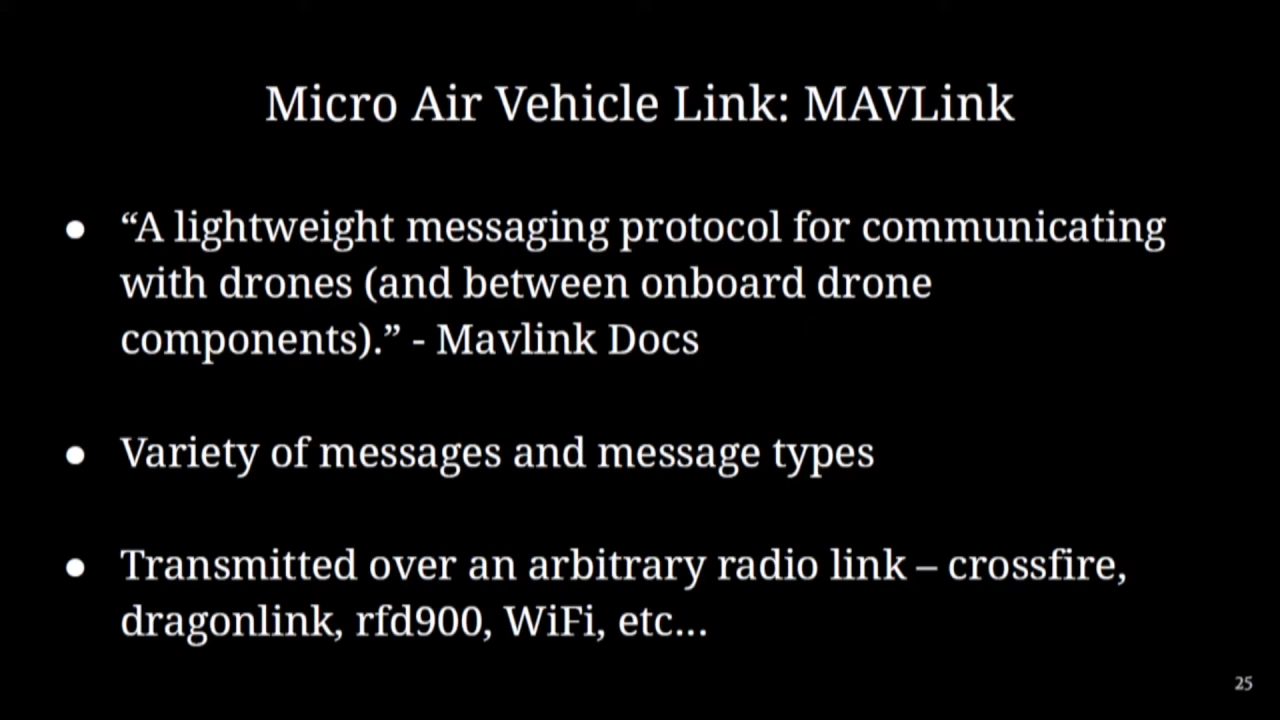 Micro Air Vehicle Link: MAVLink
● “A lightweight messaging protocol for communicating
with drones (and between onboard drone
components).” - Mavlink Docs
● Variety of messages and message types
● Transmitted over an arbitrary radio link – crossfire,
dragonlink, rfd900, WiFi, etc...
25